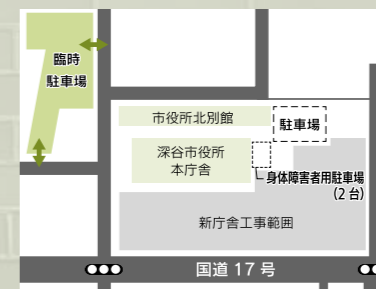 臨時
駐車場
市役所北別館
駐車場
深谷市役所
本庁舎
身体障害者用駐車場
(2台)
新庁舎工事範囲
国道17号